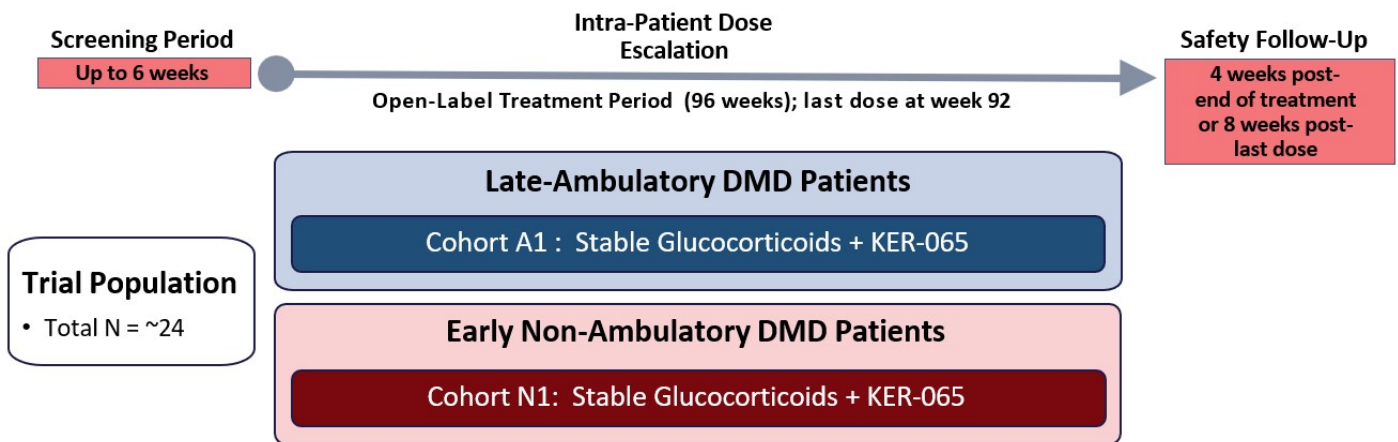 Screening Period
Up to 6 weeks
Intra-Patient Dose
Escalation
Open-Label Treatment Period (96 weeks); last dose at week 92
Safety Follow-Up
4 weeks post-
end of treatment
or 8 weeks post-
last dose
Late-Ambulatory DMD Patients
Cohort A1 : Stable Glucocorticoids + KER-065
Trial Population
• Total N = ~24
Early Non-Ambulatory DMD Patients
Cohort N1: Stable Glucocorticoids + KER-065